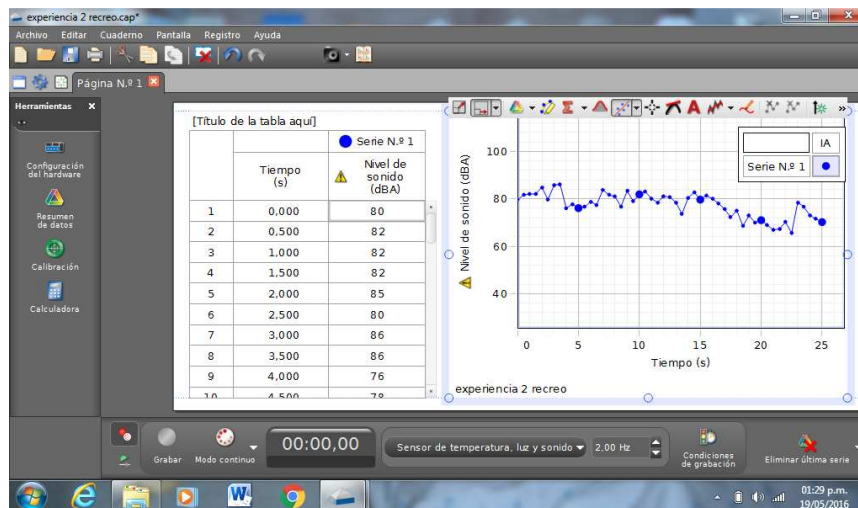 experiencia 2 recreo.cap*
Archivo Editar Cuaderno Pantalla Registro Ayuda
Página N.º 1
Herramientas x
Configuración
del hardware
Resumen
de datos
Calibración
Calculadora
[Título de la tabla aquí]
Serie N.º 1
Tiempo
(s)
Nivel de
sonido
(dBA)
1 0,000 80
2 0,500 82
3 1,000 82
4 1,500 82
5 2,000 85
6 2,500 80
7 3,000 86
8 3,500 86
9 4,000 76
10 4,500 78
IA
Serie N.º 1
Nivel de sonido (dBA)
100
80
60
40
0 5 10 15 20 25
Tiempo (s)
experiencia 2 recreo
Grabar
Modo continuo
00:00,00
Sensor de temperatura, luz y sonido
2,00 Hz
Condiciones
de grabación
Eliminar última serie
01:29 p.m.
19/05/2016